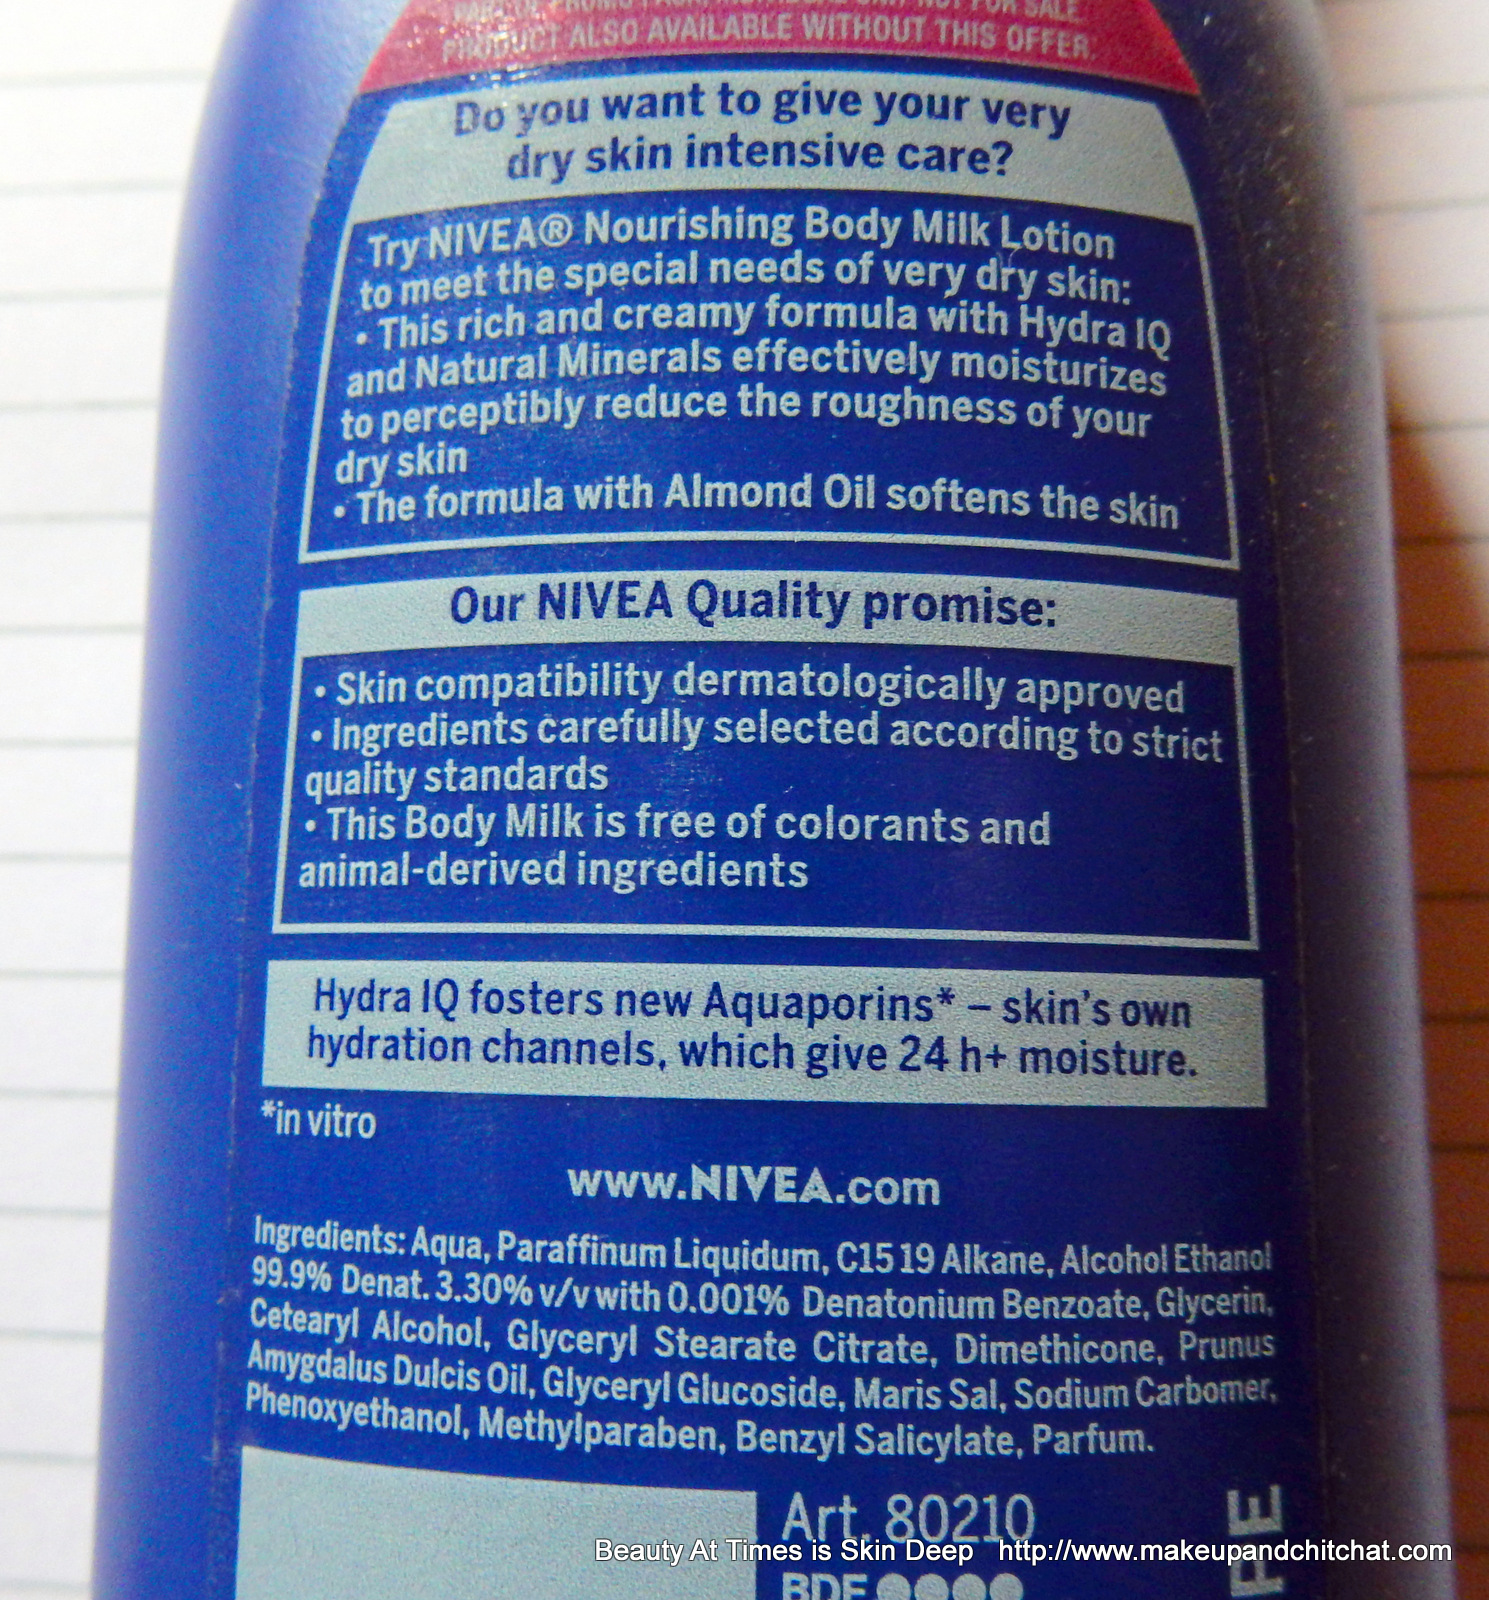 NOT FOR SALE
PRODUCT ALSO AVAILABLE WITHOUT THIS OFFER.
Do you want to give your very
dry skin intensive care?
Try NIVEA® Nourishing Body Milk Lotion
to meet the special needs of very dry skin:
• This rich and creamy formula with Hydra IQ
and Natural Minerals effectively moisturizes
to perceptibly reduce the roughness of your
dry skin
• The formula with Almond Oil softens the skin
Our NIVEA Quality promise:
• Skin compatibility dermatologically approved
• Ingredients carefully selected according to strict
quality standards
• This Body Milk is free of colorants and
animal-derived ingredients
Hydra IQ fosters new Aquaporins* – skin's own
hydration channels, which give 24 h+ moisture.
*in vitro
www.NIVEA.com
Ingredients: Aqua, Paraffinum Liquidum, C15 19 Alkane, Alcohol Ethanol
99.9% Denat. 3.30% v/v with 0.001% Denatonium Benzoate, Glycerin,
Cetearyl Alcohol, Glyceryl Stearate Citrate, Dimethicone, Prunus
Amygdalus Dulcis Oil, Glyceryl Glucoside, Maris Sal, Sodium Carbomer,
Phenoxyethanol, Methylparaben, Benzyl Salicylate, Parfum.
Art. 80210
Beauty At Times is Skin Deep http://www.makeupandchitchat.com
BDF